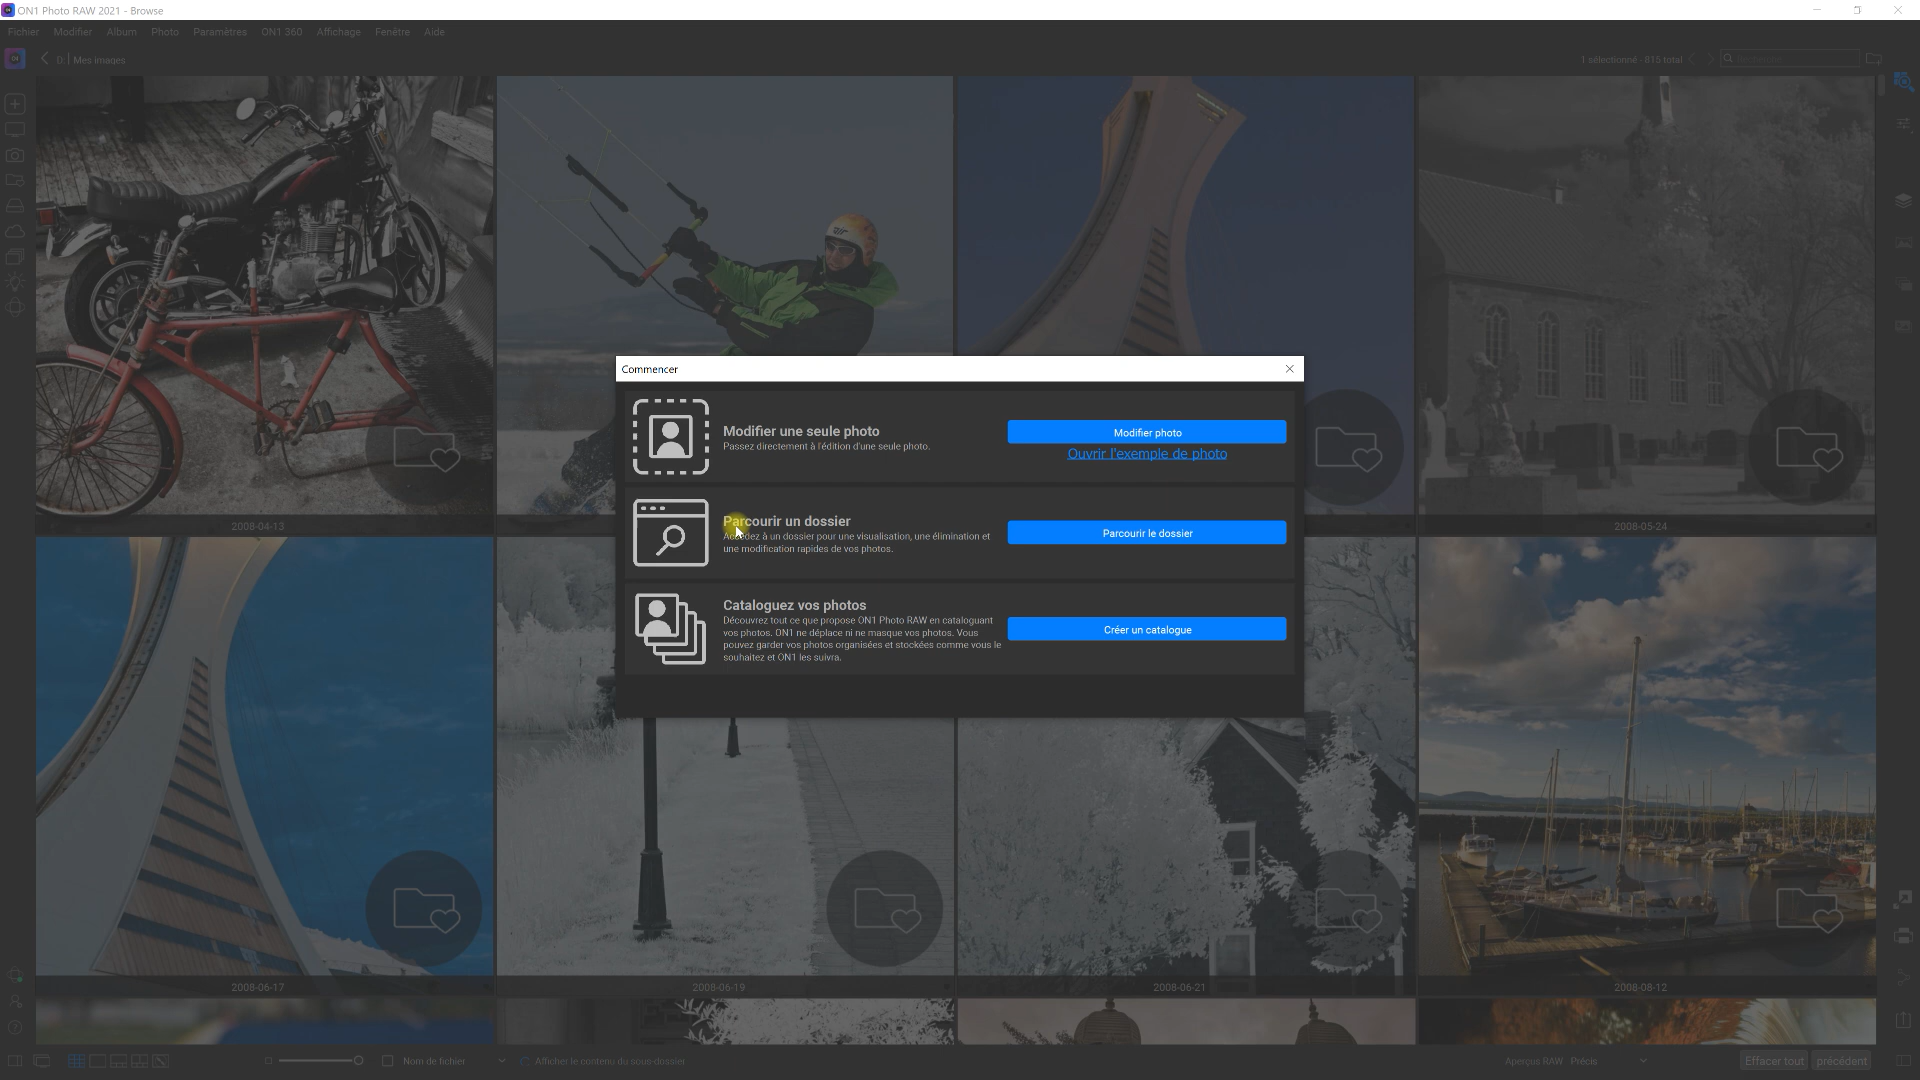 ON1 Photo RAW 2021 - Browse
Fichier Modifier Album Photo Paramètres ON1 360 Affichage Fenêtre Aide
D: Mes images
1 sélectionné - 815 total
Commencer
Modifier une seule photo
Passez directement à l'édition d'une seule photo.
Modifier photo
Ouvrir l'exemple de photo
Parcourir un dossier
Accédez à un dossier pour une visualisation, une élimination et
une modification rapides de vos photos.
Parcourir le dossier
Cataloguez vos photos
Découvrez tout ce que propose ON1 Photo RAW en cataloguant
vos photos. ON1 ne déplace ni ne masque vos photos. Vous
pouvez garder vos photos organisées et stockées comme vous le
souhaitez et ON1 les suivra.
Créer un catalogue
2008-04-13
2008-05-24
2008-06-17
2008-06-19
2008-06-21
2008-08-12
Nom de fichier
Afficher le contenu du sous-dossier
Aperçus RAW Précis
Effacer tout
précédent